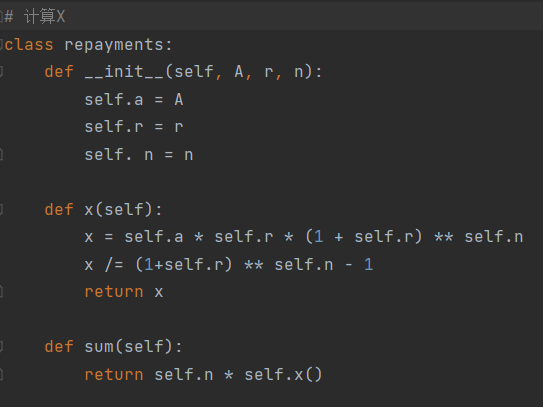 # 计算X
class repayments:
    def __init__(self, A, r, n):
        self.a = A
        self.r = r
        self. n = n
    def x(self):
        x = self.a * self.r * (1 + self.r) ** self.n
        x /= (1+self.r) ** self.n - 1
        return x
    def sum(self):
        return self.n * self.x()